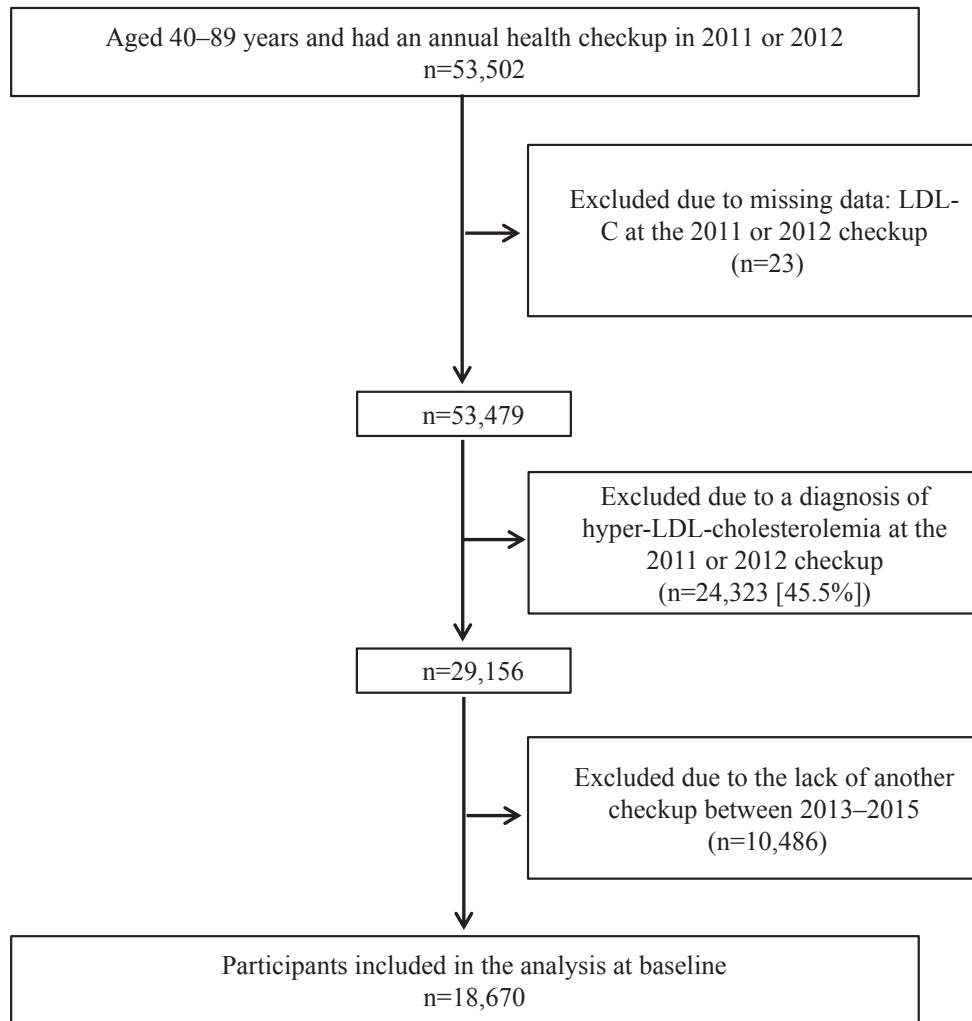 Aged 40–89 years and had an annual health checkup in 2011 or 2012
n=53,502
Excluded due to missing data: LDL-
C at the 2011 or 2012 checkup
(n=23)
n=53,479
Excluded due to a diagnosis of
hyper-LDL-cholesterolemia at the
2011 or 2012 checkup
(n=24,323 [45.5%])
n=29,156
Excluded due to the lack of another
checkup between 2013–2015
(n=10,486)
Participants included in the analysis at baseline
n=18,670